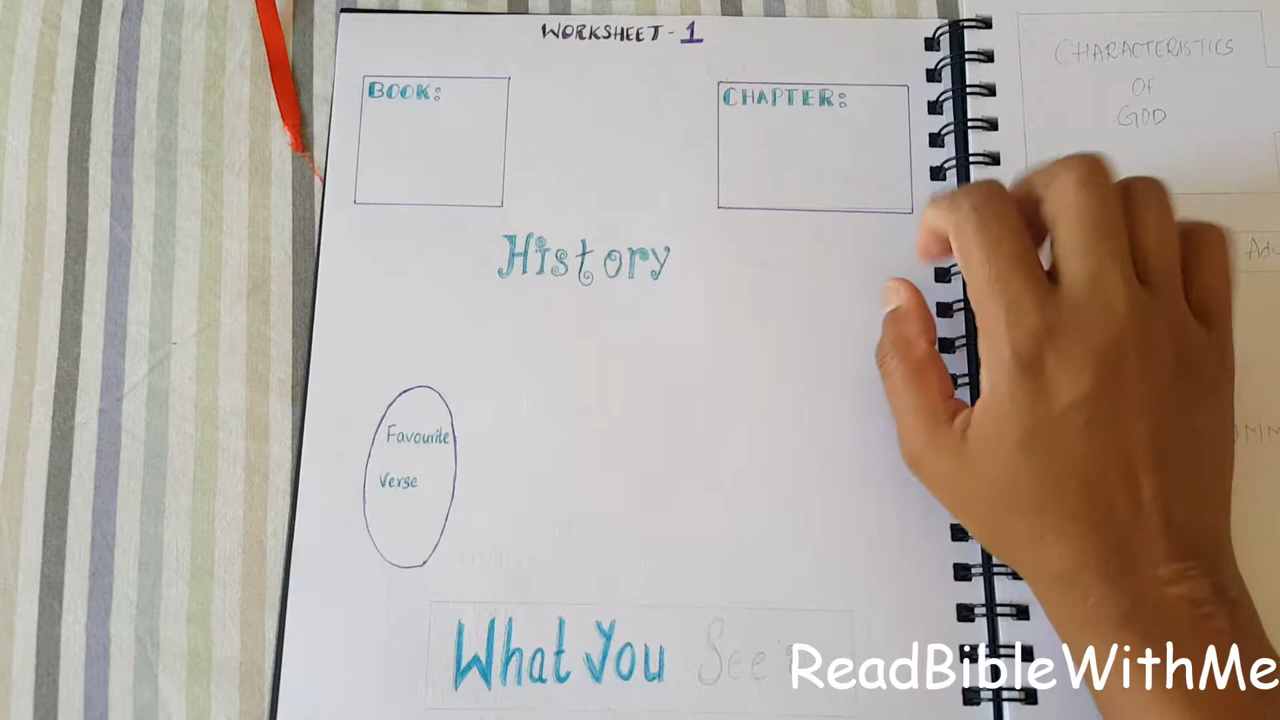 WORKSHEET - 1
BOOK:
CHAPTER:
History
Favourite
Verse
What You See
CHARACTERISTICS
OF
GOD
ReadBibleWithMe